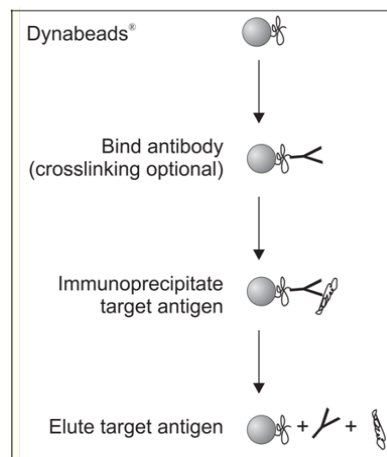 Dynabeads®
Bind antibody
(crosslinking optional)
Immunoprecipitate
target antigen
Elute target antigen
+ +